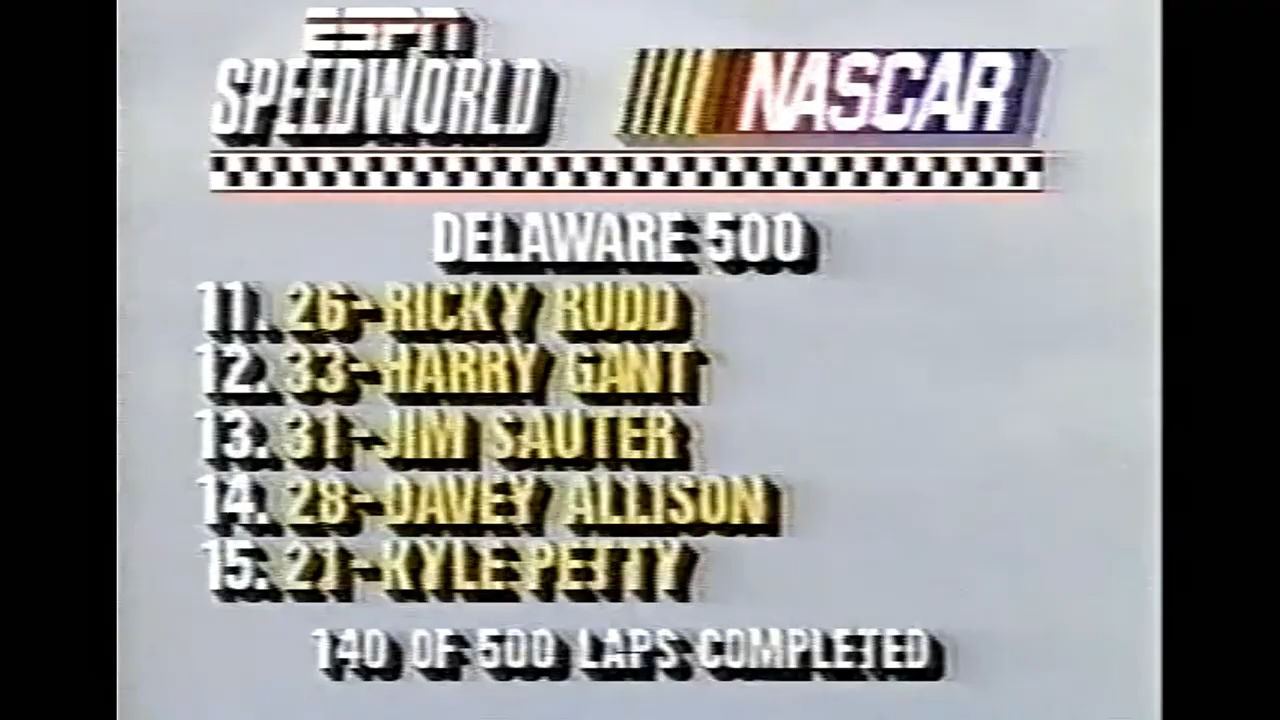 ESPN
SPEEDWORLD NASCAR
DELAWARE 500
11. 26-RICKY RUDD
12. 33-HARRY GANT
13. 31-JIM SAUTER
14. 28-DAVEY ALLISON
15. 21-KYLE PETTY
140 OF 500 LAPS COMPLETED